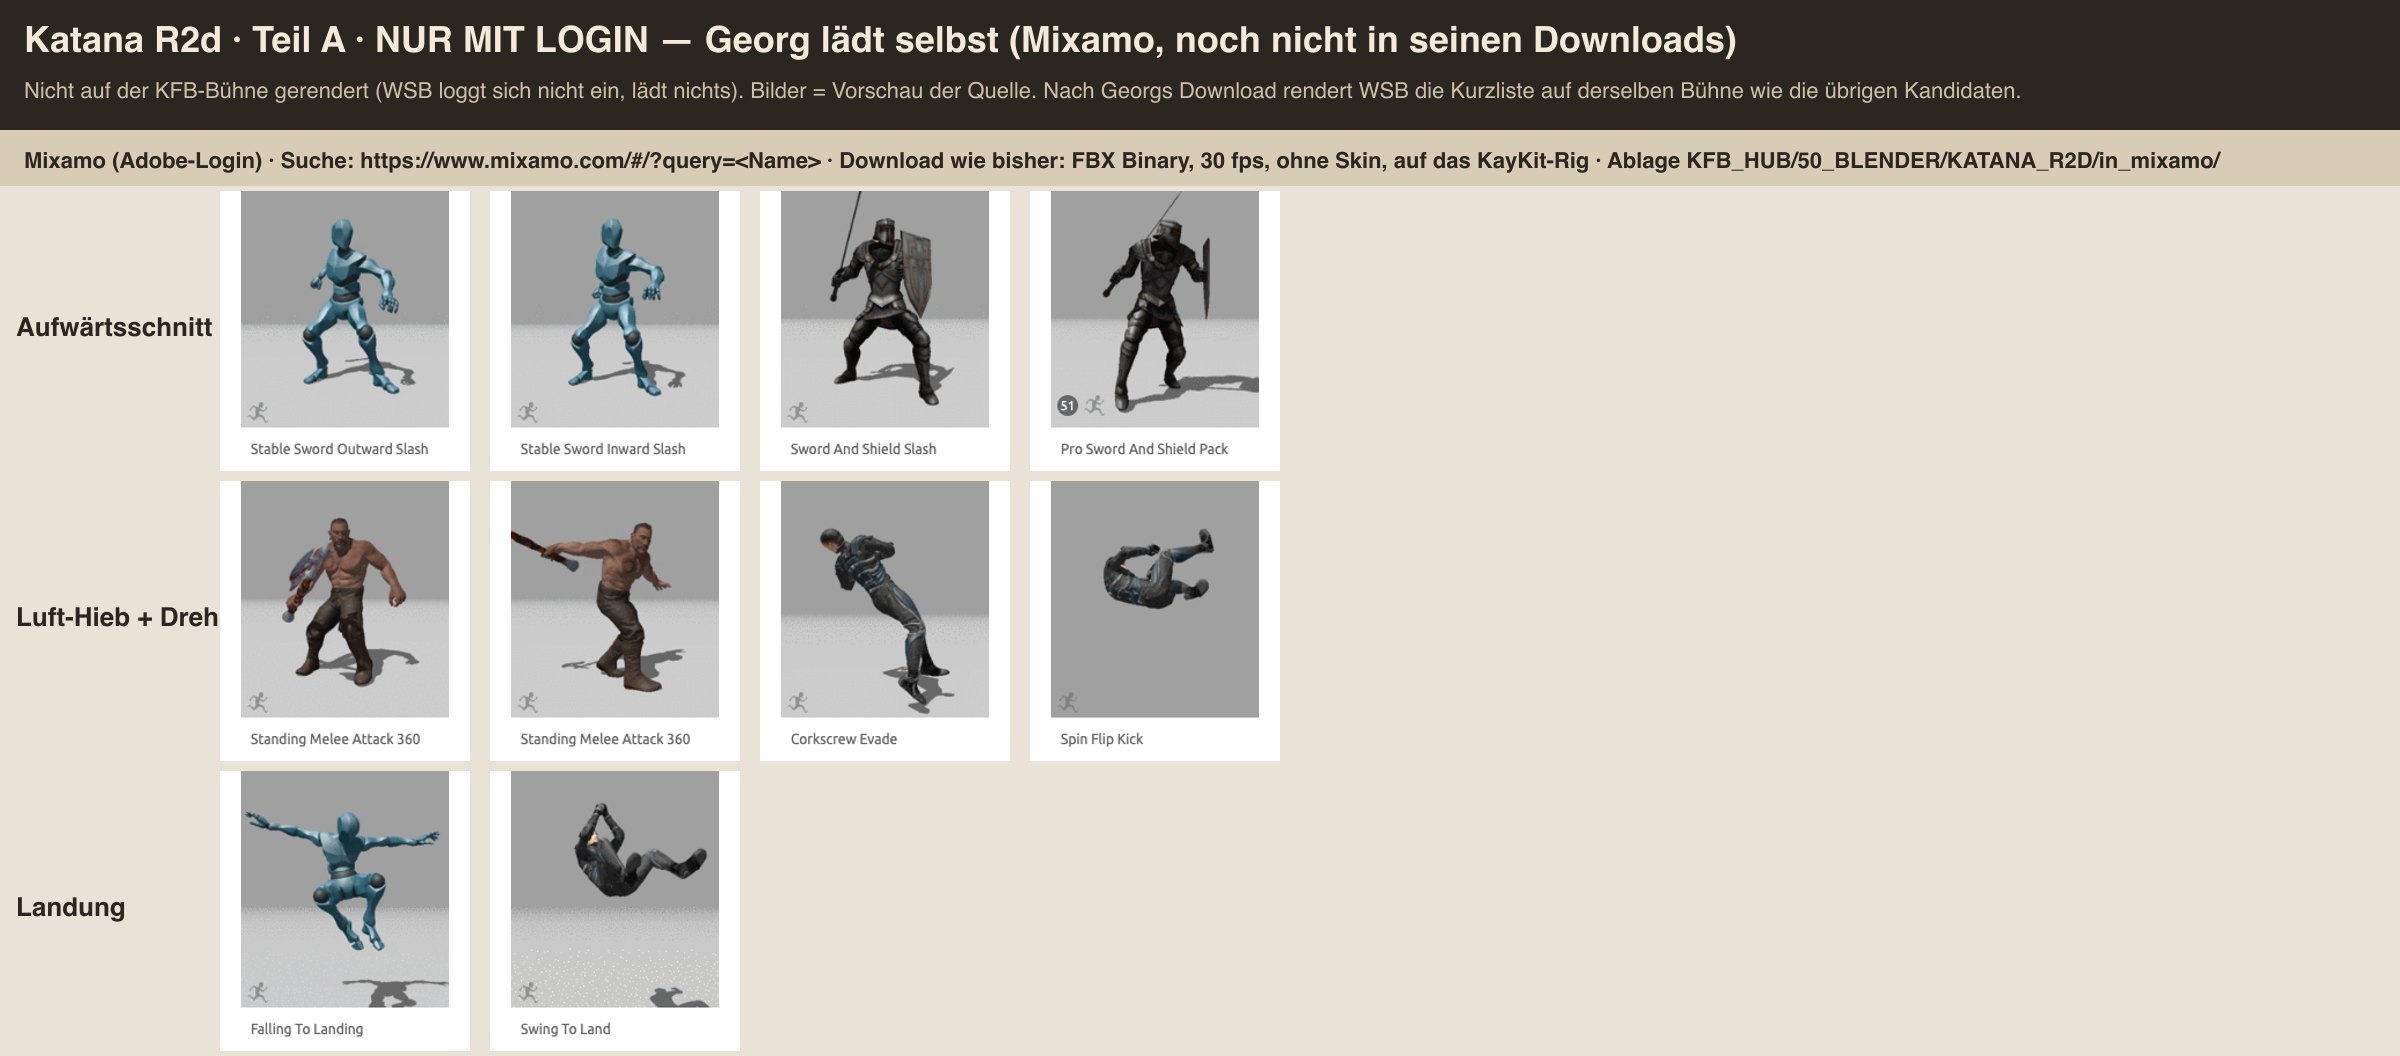 Katana R2d · Teil A · NUR MIT LOGIN — Georg lädt selbst (Mixamo, noch nicht in seinen Downloads)
Nicht auf der KFB-Bühne gerendert (WSB loggt sich nicht ein, lädt nichts). Bilder = Vorschau der Quelle. Nach Georgs Download rendert WSB die Kurzliste auf derselben Bühne wie die übrigen Kandidaten.
Mixamo (Adobe-Login) · Suche: https://www.mixamo.com/#/?query=<Name> · Download wie bisher: FBX Binary, 30 fps, ohne Skin, auf das KayKit-Rig · Ablage KFB_HUB/50_BLENDER/KATANA_R2D/in_mixamo/
Aufwärtsschnitt
51
Stable Sword Outward Slash
Stable Sword Inward Slash
Sword And Shield Slash
Pro Sword And Shield Pack
Luft-Hieb + Dreh
Standing Melee Attack 360
Standing Melee Attack 360
Corkscrew Evade
Spin Flip Kick
Landung
Falling To Landing
Swing To Land